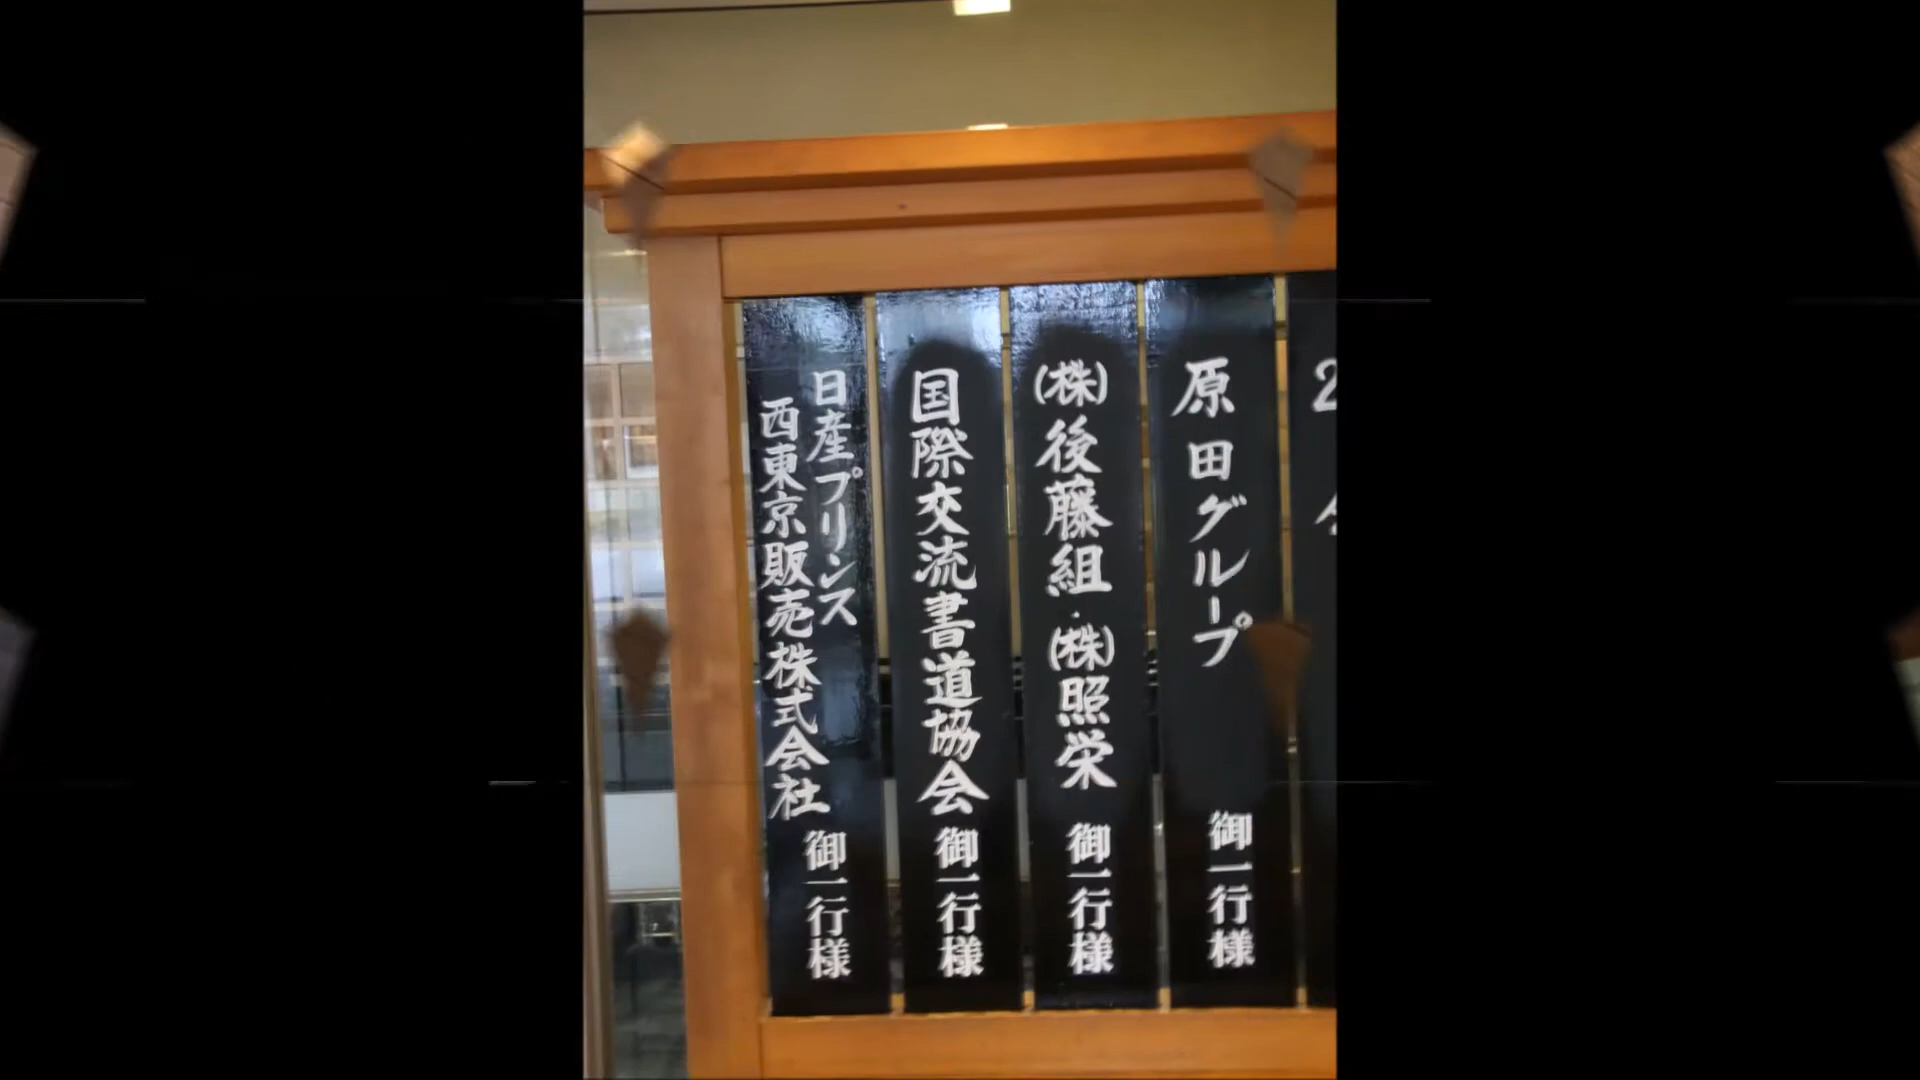 原田グループ 御一行様
(株)後藤組・(株)照栄 御一行様
国際交流書道協会 御一行様
日産プリンス
西東京販売株式会社 御一行様